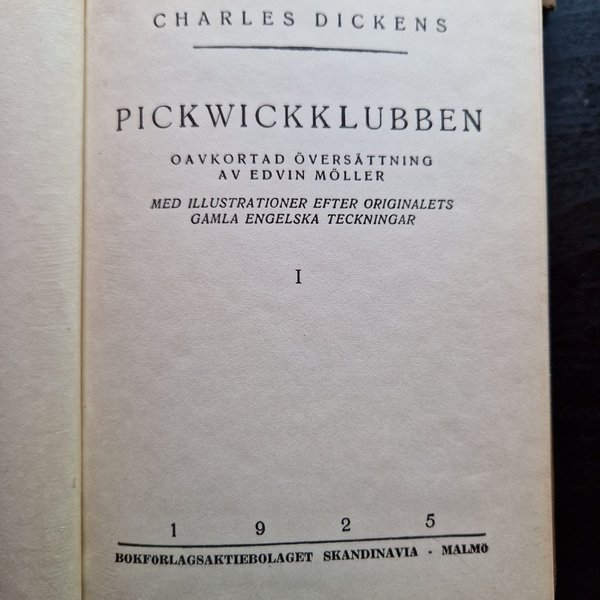 CHARLES DICKENS
PICKWICKKLUBBEN
OAVKORTAD ÖVERSÄTTNING
AV EDVIN MÖLLER
MED ILLUSTRATIONER EFTER ORIGINALETS
GAMLA ENGELSKA TECKNINGAR
I
1 9 2 5
BOKFÖRLAGSAKTIEBOLAGET SKANDINAVIA - MALMÖ